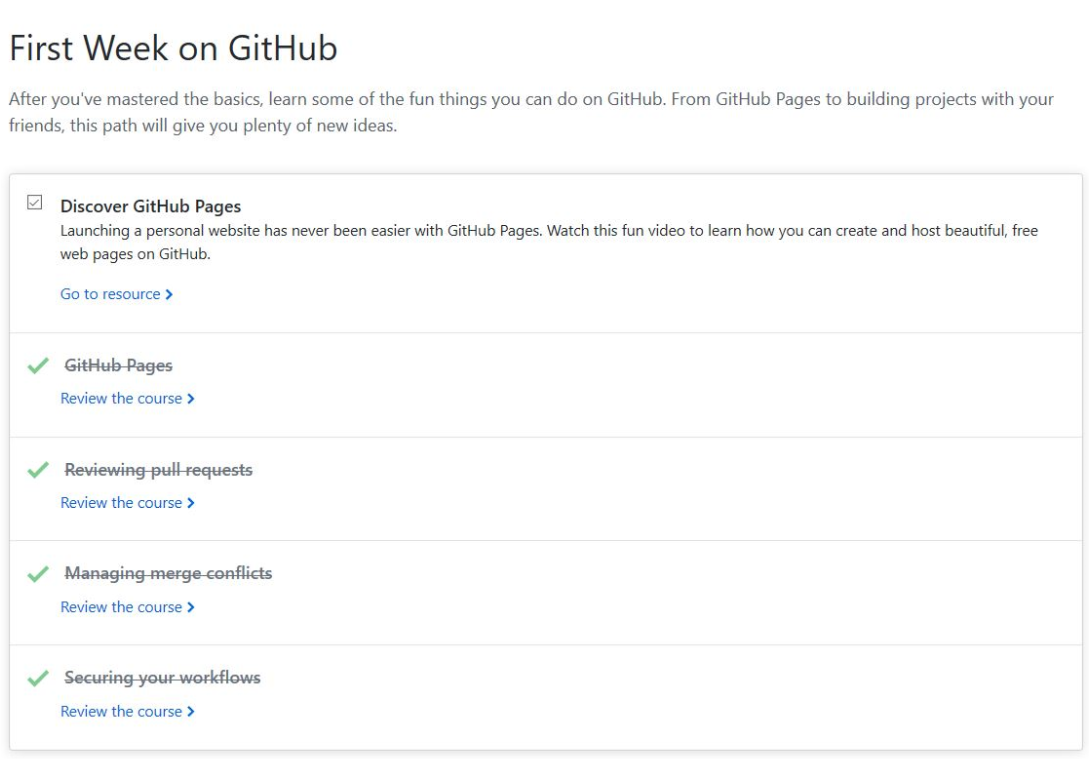 First Week on GitHub
After you've mastered the basics, learn some of the fun things you can do on GitHub. From GitHub Pages to building projects with your
friends, this path will give you plenty of new ideas.
Discover GitHub Pages
Launching a personal website has never been easier with GitHub Pages. Watch this fun video to learn how you can create and host beautiful, free
web pages on GitHub.
Go to resource
GitHub Pages
Review the course
Reviewing pull requests
Review the course
Managing merge conflicts
Review the course
Securing your workflows
Review the course